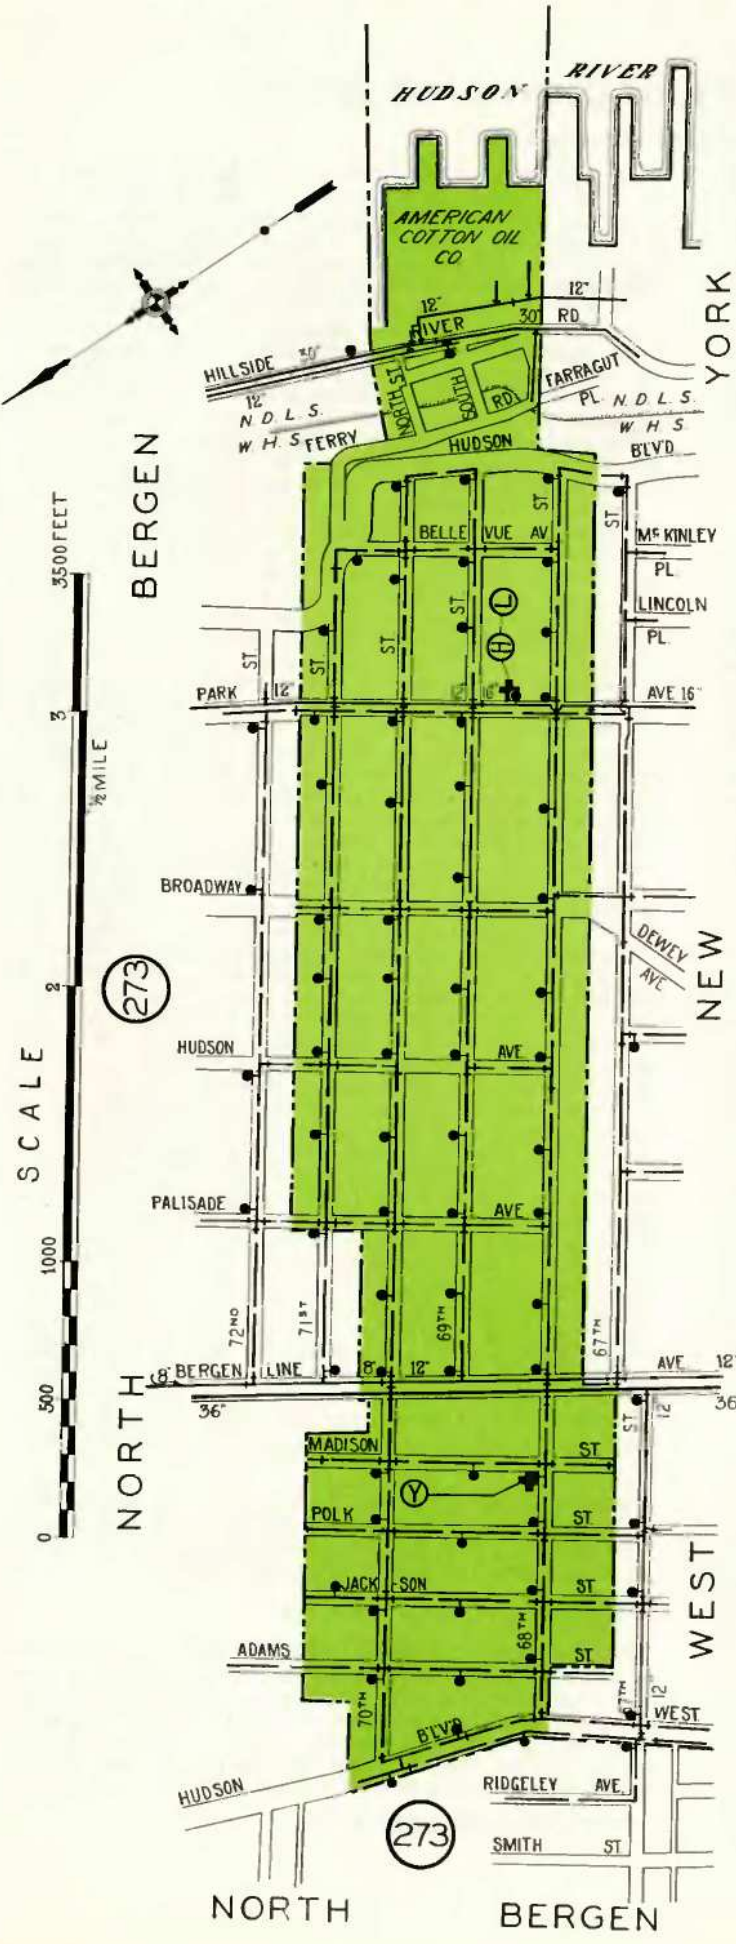 HUDSON RIVER
AMERICAN
COTTON OIL
CO.
12"
12"
RIVER
30"
RD
HILLSIDE
30"
12"
NORTH ST.
SOUTH
RD.
FARRAGUT
PL.
N. D. L. S.
W. H. S.
N. D. L. S.
W. H. S.
FERRY
HUDSON
BLV'D
YORK
BERGEN
3500 FEET
ST
ST
BELLE VUE AV
McKINLEY
PL.
LINCOLN
PL.
L
H
ST.
ST.
ST.
ST.
PARK
12"
12"
16"
AVE 16"
3
½ MILE
BROADWAY
DEWEY
AVE
NEW
273
2
SCALE
HUDSON
AVE
PALISADE
AVE
1000
72ND
71ST
69TH
67TH
8"
BERGEN LINE
8"
12"
AVE
12"
36"
36"
500
0
NORTH
ST
12
MADISON
ST
Y
POLK
ST
JACKSON
ST
WEST
68TH
ADAMS
ST
70TH
67TH
12
BLV'D
WEST
HUDSON
RIDGELEY AVE.
273
SMITH ST
NORTH BERGEN